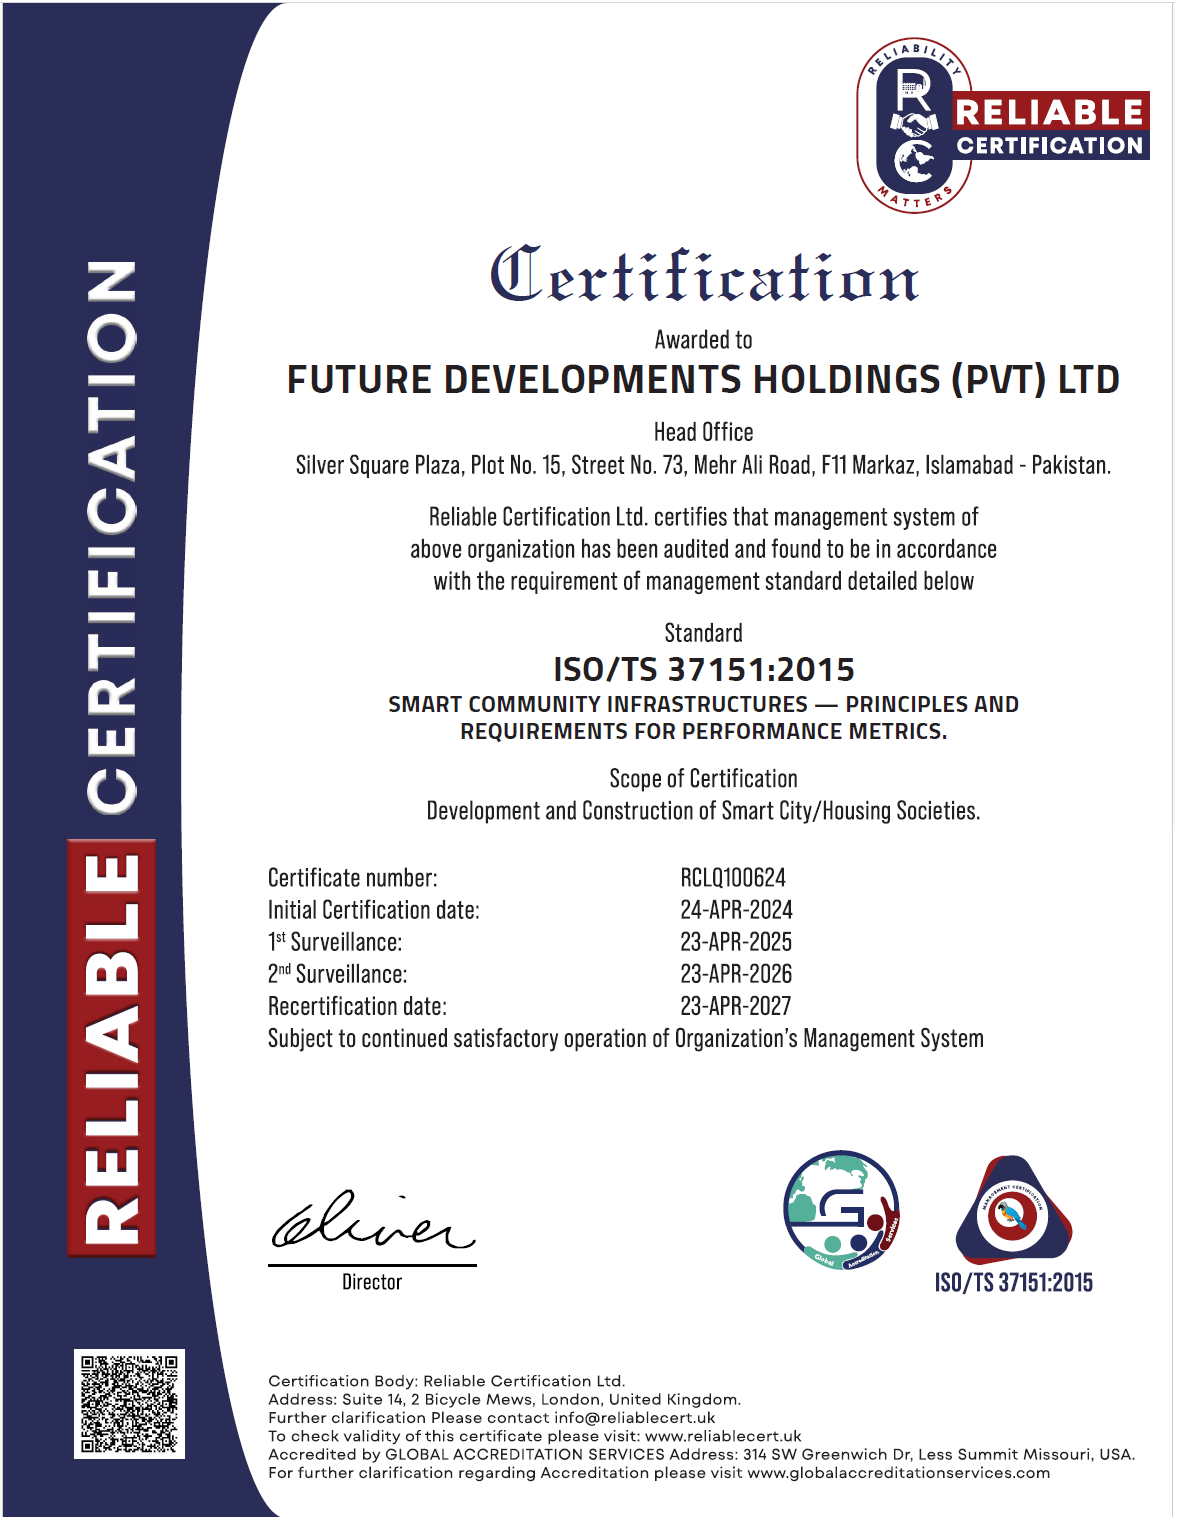 RELIABILITY
RC
MATTERS
RELIABLE
CERTIFICATION
RELIABLE CERTIFICATION
Certification
Awarded to
FUTURE DEVELOPMENTS HOLDINGS (PVT) LTD
Head Office
Silver Square Plaza, Plot No. 15, Street No. 73, Mehr Ali Road, F11 Markaz, Islamabad - Pakistan.
Reliable Certification Ltd. certifies that management system of
above organization has been audited and found to be in accordance
with the requirement of management standard detailed below
Standard
ISO/TS 37151:2015
SMART COMMUNITY INFRASTRUCTURES — PRINCIPLES AND
REQUIREMENTS FOR PERFORMANCE METRICS.
Scope of Certification
Development and Construction of Smart City/Housing Societies.
Certificate number: RCLQ100624
Initial Certification date: 24-APR-2024
1st Surveillance: 23-APR-2025
2nd Surveillance: 23-APR-2026
Recertification date: 23-APR-2027
Subject to continued satisfactory operation of Organization's Management System
Oliver
Director
G
Global Accreditation Services
MANAGEMENT CERTIFICATION
ISO/TS 37151:2015
Certification Body: Reliable Certification Ltd.
Address: Suite 14, 2 Bicycle Mews, London, United Kingdom.
Further clarification Please contact info@reliablecert.uk
To check validity of this certificate please visit: www.reliablecert.uk
Accredited by GLOBAL ACCREDITATION SERVICES Address: 314 SW Greenwich Dr, Less Summit Missouri, USA.
For further clarification regarding Accreditation please visit www.globalaccreditationservices.com